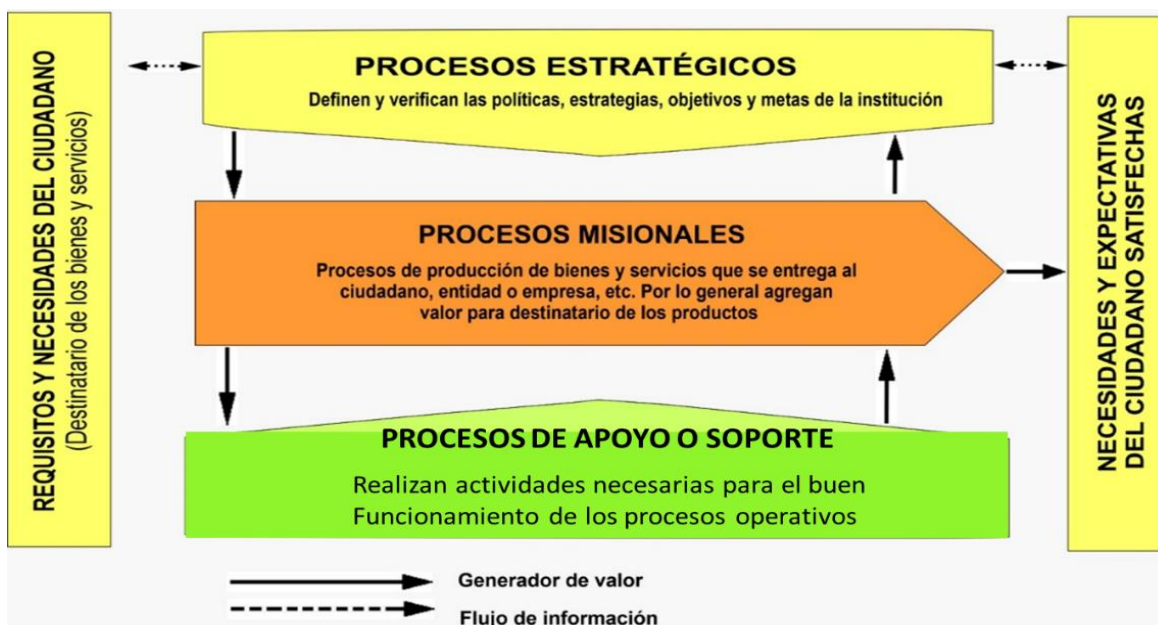 REQUISITOS Y NECESIDADES DEL CIUDADANO
(Destinatario de los bienes y servicios)
PROCESOS ESTRATÉGICOS
Definen y verifican las políticas, estrategias, objetivos y metas de la institución
PROCESOS MISIONALES
Procesos de producción de bienes y servicios que se entrega al
ciudadano, entidad o empresa, etc. Por lo general agregan
valor para destinatario de los productos
PROCESOS DE APOYO O SOPORTE
Realizan actividades necesarias para el buen
Funcionamiento de los procesos operativos
NECESIDADES Y EXPECTATIVAS
DEL CIUDADANO SATISFECHAS
Generador de valor
Flujo de información